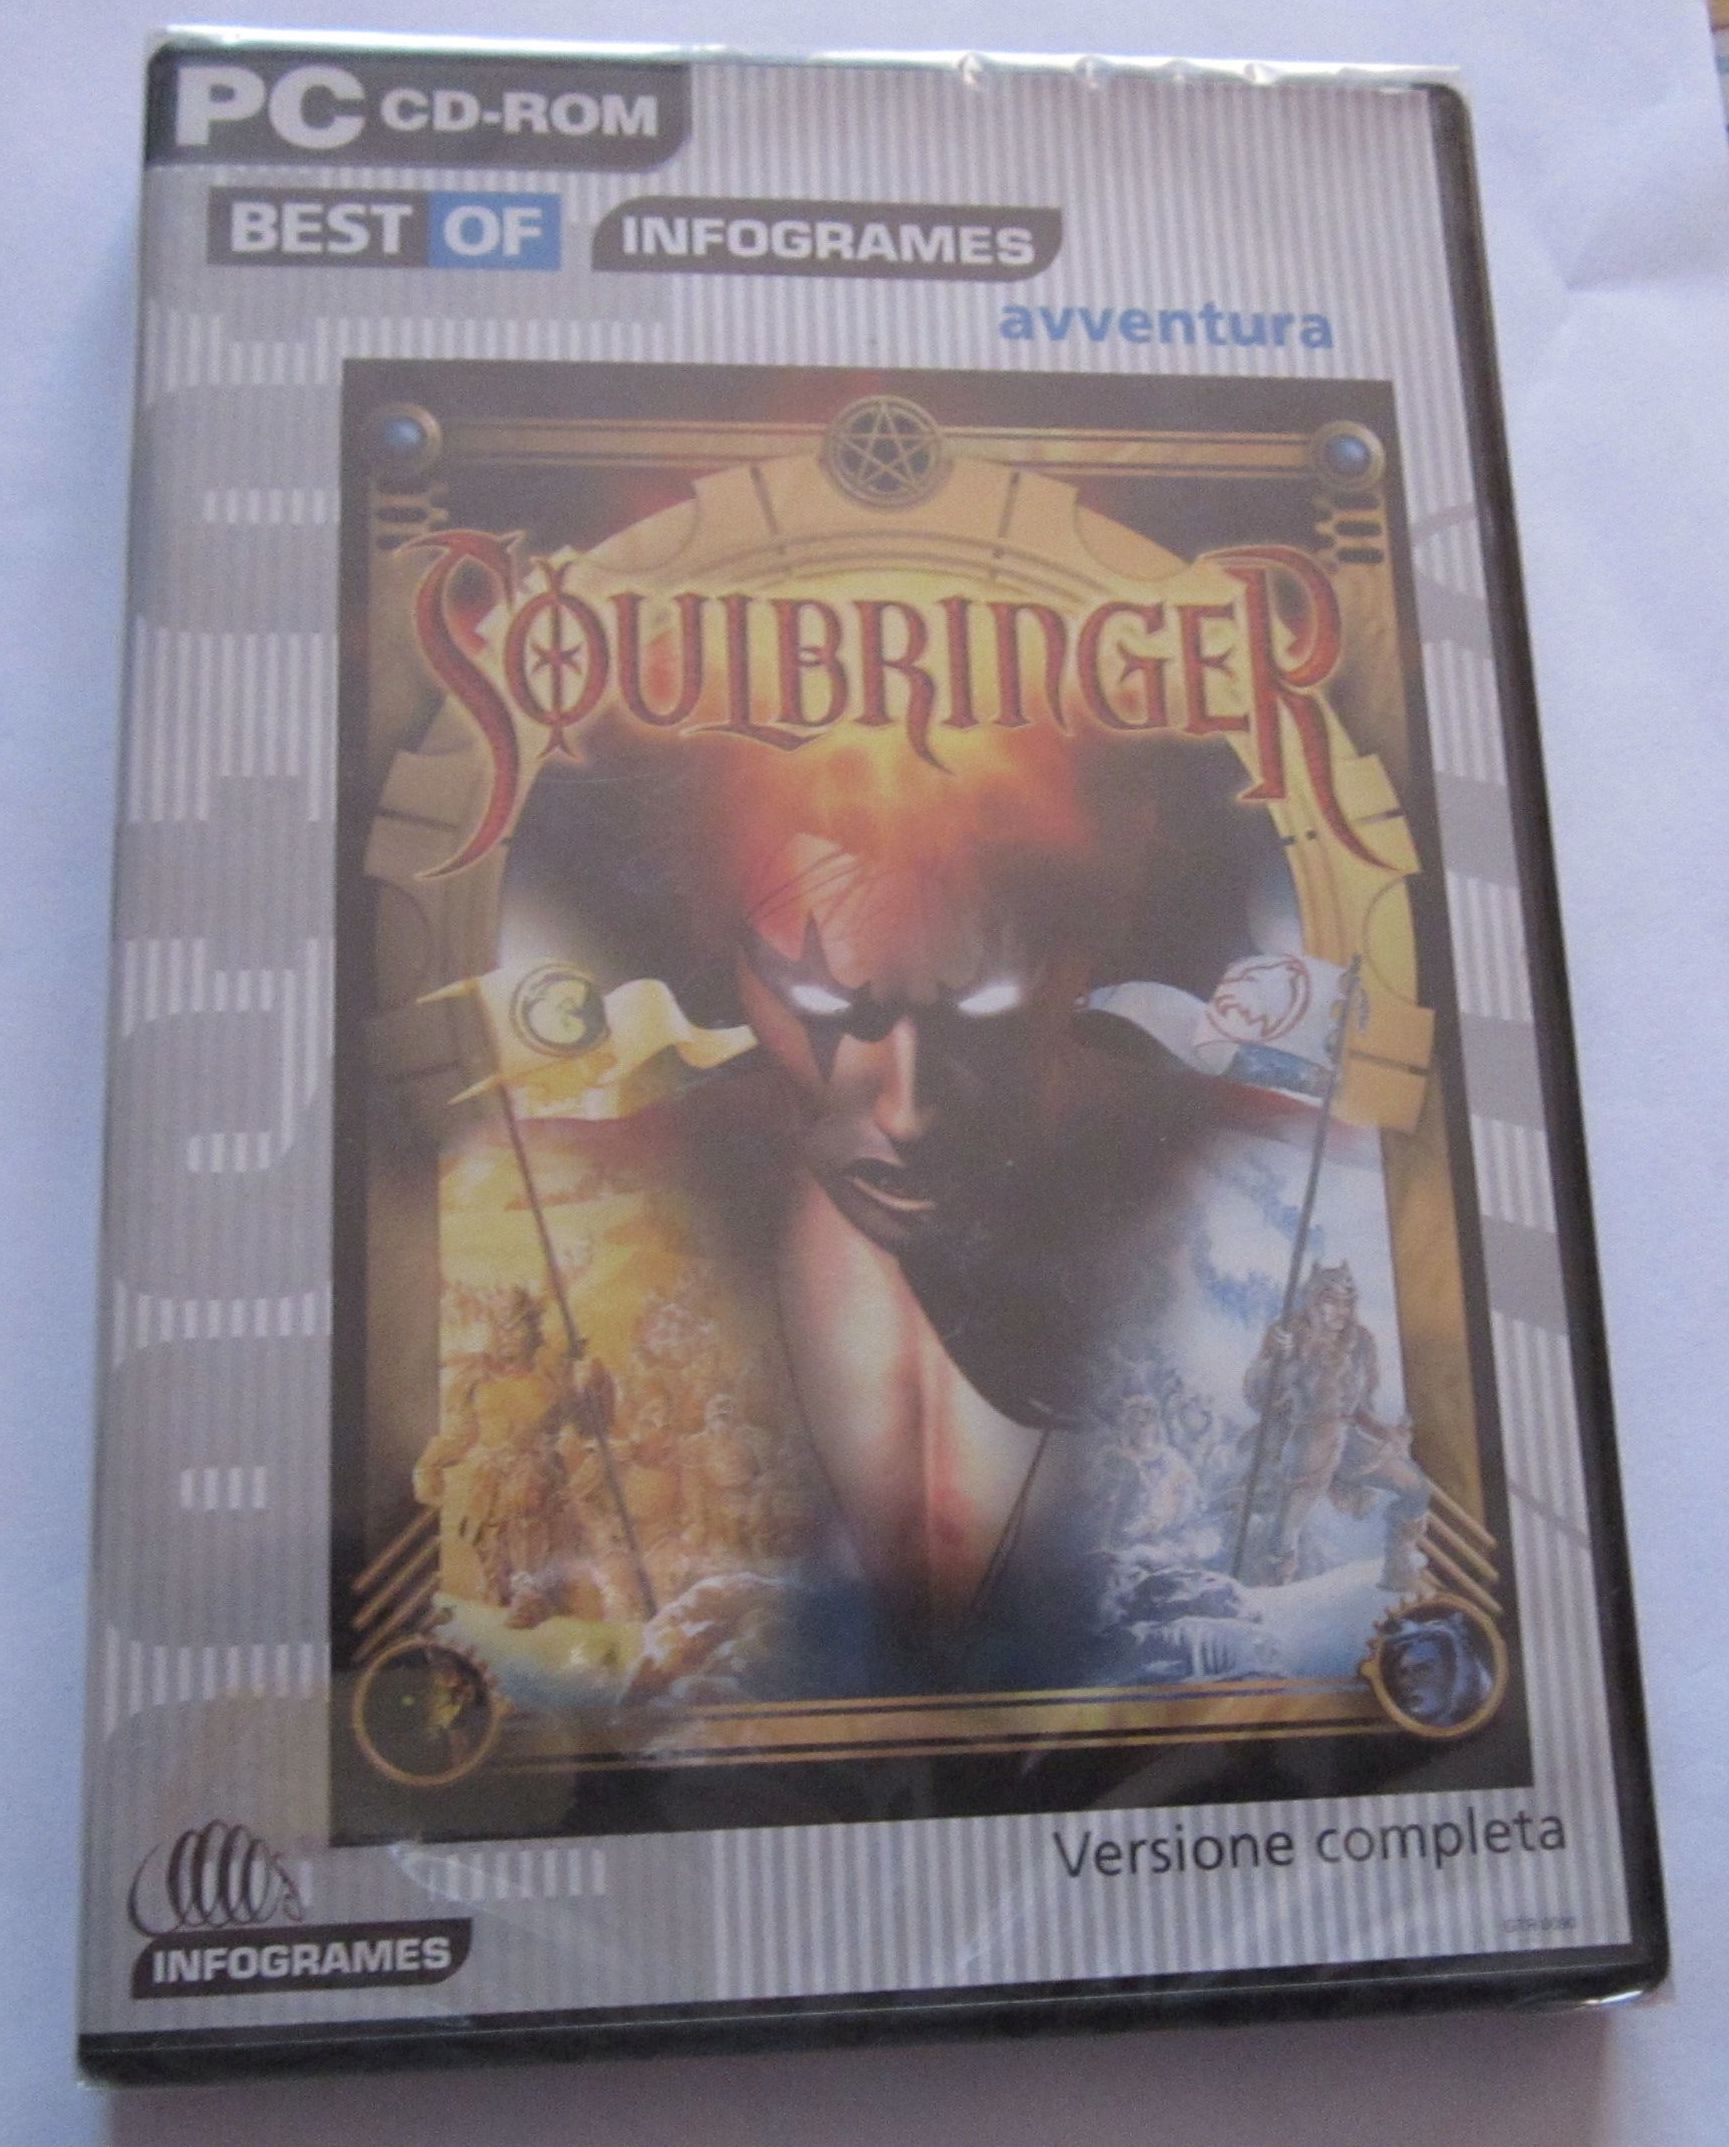 PC CD-ROM
BEST OF INFOGRAMES
avventura
SOULBRINGER
Versione completa
INFOGRAMES